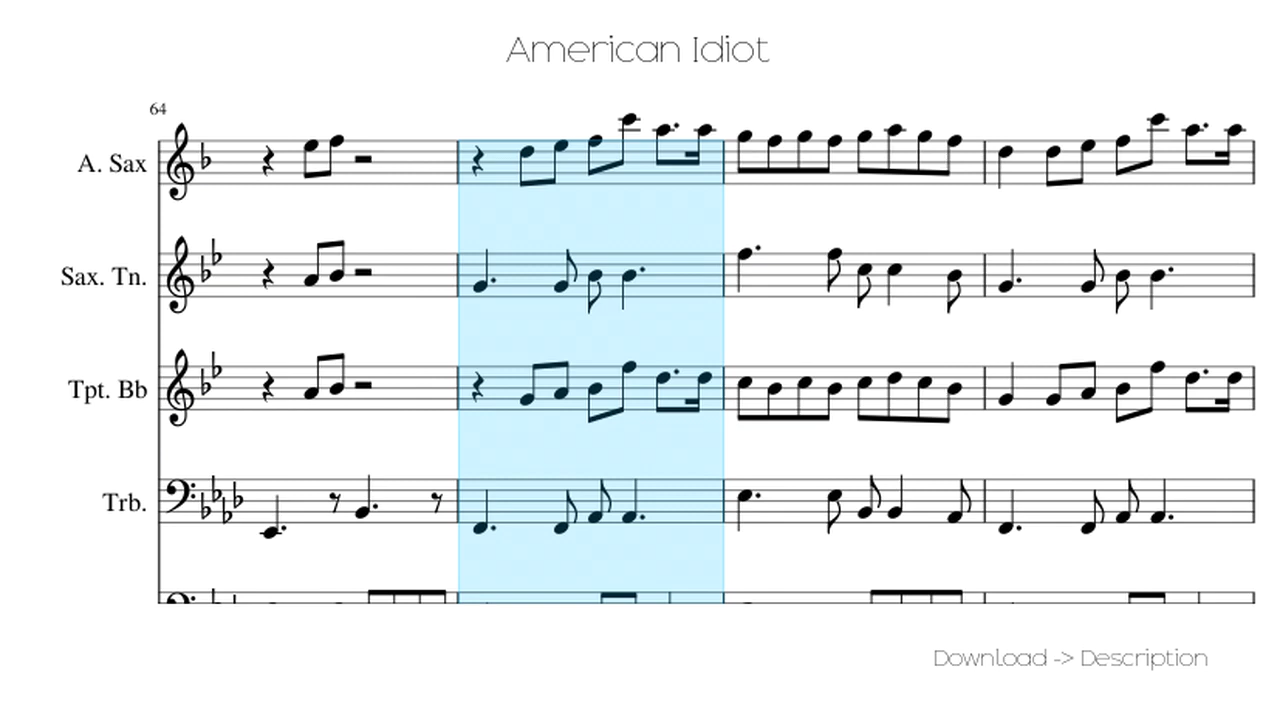 American Idiot
64
A. Sax
Sax. Tn.
Tpt. Bb
Trb.
Download -> Description